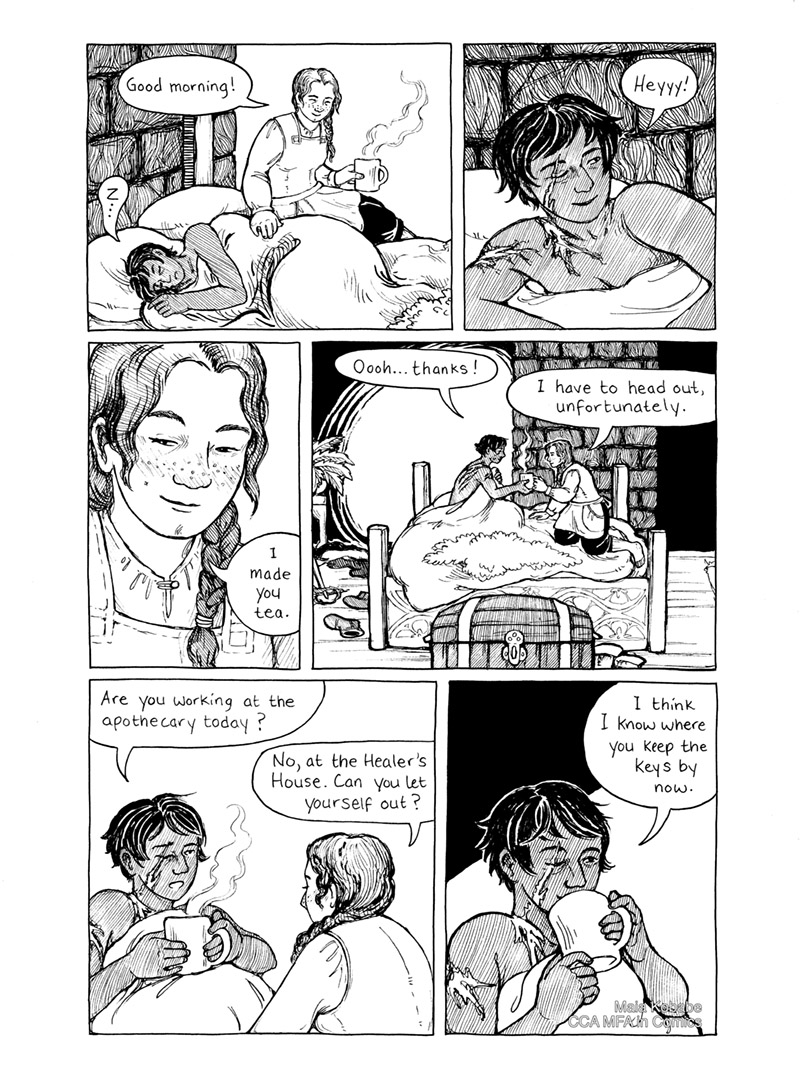 Good morning!
Z...
Heyyy!
I
made
you
tea.
Oooh...thanks!
I have to head out,
unfortunately.
Are you working at the
apothecary today?
No, at the Healer's
House. Can you let
yourself out?
I think
I know where
you keep the
keys by
now.
Maia Kobabe
CCA MFA in Comics